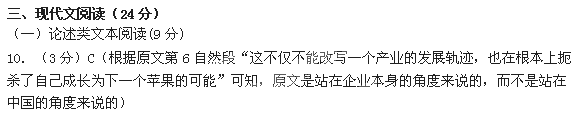 三、现代文阅读（24 分）
（一）论述类文本阅读(9 分)
10. （3 分）C（根据原文第 6 自然段“这不仅不能改写一个产业的发展轨迹，也在根本上扼
杀了自己成长为下一个苹果的可能”可知，原文是站在企业本身的角度来说的，而不是站在
中国的角度来说的）